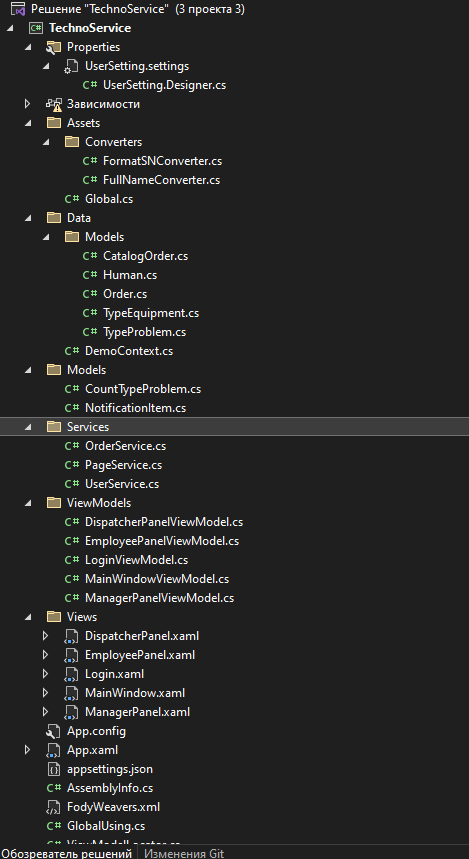 Решение "TechnoService" (3 проекта 3)
TechnoService
Properties
UserSetting.settings
C# UserSetting.Designer.cs
Зависимости
Assets
Converters
C# FormatSNConverter.cs
C# FullNameConverter.cs
C# Global.cs
Data
Models
C# CatalogOrder.cs
C# Human.cs
C# Order.cs
C# TypeEquipment.cs
C# TypeProblem.cs
C# DemoContext.cs
Models
C# CountTypeProblem.cs
C# NotificationItem.cs
Services
C# OrderService.cs
C# PageService.cs
C# UserService.cs
ViewModels
C# DispatcherPanelViewModel.cs
C# EmployeePanelViewModel.cs
C# LoginViewModel.cs
C# MainWindowViewModel.cs
C# ManagerPanelViewModel.cs
Views
DispatcherPanel.xaml
EmployeePanel.xaml
Login.xaml
MainWindow.xaml
ManagerPanel.xaml
App.config
App.xaml
appsettings.json
C# AssemblyInfo.cs
FodyWeavers.xml
C# GlobalUsing.cs
C# ViewModelLocator.cs
Обозреватель решений Изменения Git